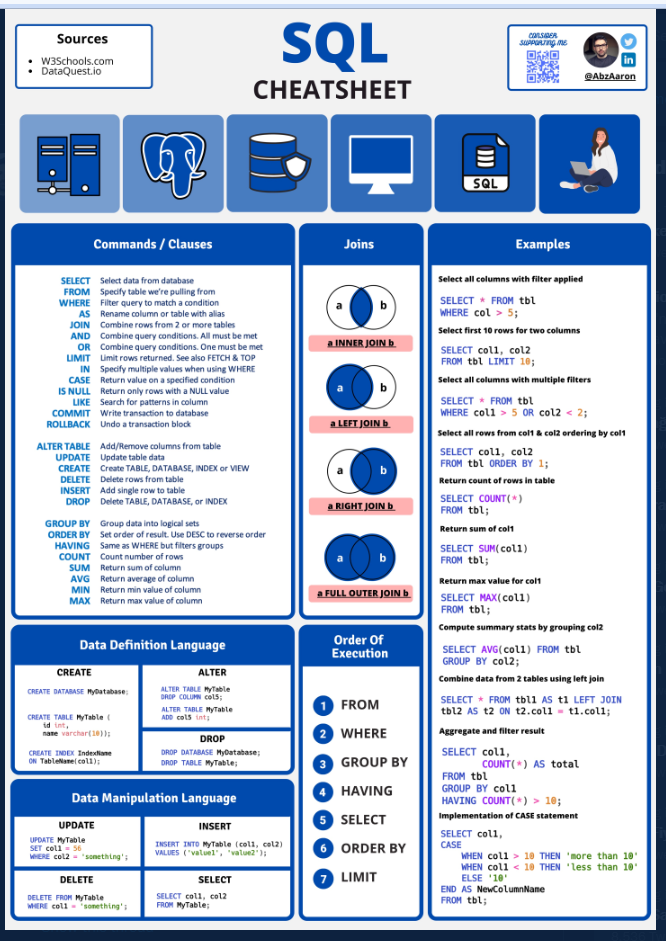 Sources
• W3Schools.com
• DataQuest.io
SQL
CHEATSHEET
CONSIDER
SUPPORTING ME
in
@AbzAaron
SQL
Commands / Clauses
SELECT Select data from database
FROM Specify table we're pulling from
WHERE Filter query to match a condition
AS Rename column or table with alias
JOIN Combine rows from 2 or more tables
AND Combine query conditions. All must be met
OR Combine query conditions. One must be met
LIMIT Limit rows returned. See also FETCH & TOP
IN Specify multiple values when using WHERE
CASE Return value on a specified condition
IS NULL Return only rows with a NULL value
LIKE Search for patterns in column
COMMIT Write transaction to database
ROLLBACK Undo a transaction block
ALTER TABLE Add/Remove columns from table
UPDATE Update table data
CREATE Create TABLE, DATABASE, INDEX or VIEW
DELETE Delete rows from table
INSERT Add single row to table
DROP Delete TABLE, DATABASE, or INDEX
GROUP BY Group data into logical sets
ORDER BY Set order of result. Use DESC to reverse order
HAVING Same as WHERE but filters groups
COUNT Count number of rows
SUM Return sum of column
AVG Return average of column
MIN Return min value of column
MAX Return max value of column
Joins
a b
a INNER JOIN b
a b
a LEFT JOIN b
a b
a RIGHT JOIN b
a b
a FULL OUTER JOIN b
Examples
Select all columns with filter applied
SELECT * FROM tbl
WHERE col > 5;
Select first 10 rows for two columns
SELECT col1, col2
FROM tbl LIMIT 10;
Select all columns with multiple filters
SELECT * FROM tbl
WHERE col1 > 5 OR col2 < 2;
Select all rows from col1 & col2 ordering by col1
SELECT col1, col2
FROM tbl ORDER BY 1;
Return count of rows in table
SELECT COUNT(*)
FROM tbl;
Return sum of col1
SELECT SUM(col1)
FROM tbl;
Return max value for col1
SELECT MAX(col1)
FROM tbl;
Compute summary stats by grouping col2
SELECT AVG(col1) FROM tbl
GROUP BY col2;
Combine data from 2 tables using left join
SELECT * FROM tbl1 AS t1 LEFT JOIN
tbl2 AS t2 ON t2.col1 = t1.col1;
Aggregate and filter result
SELECT col1,
COUNT(*) AS total
FROM tbl
GROUP BY col1
HAVING COUNT(*) > 10;
Implementation of CASE statement
SELECT col1,
CASE
WHEN col1 > 10 THEN 'more than 10'
WHEN col1 < 10 THEN 'less than 10'
ELSE '10'
END AS NewColumnName
FROM tbl;
Data Definition Language
CREATE
CREATE DATABASE MyDatabase;
CREATE TABLE MyTable (
id int,
name varchar(10));
CREATE INDEX IndexName
ON TableName(col1);
ALTER
ALTER TABLE MyTable
DROP COLUMN col5;
ALTER TABLE MyTable
ADD col5 int;
DROP
DROP DATABASE MyDatabase;
DROP TABLE MyTable;
Data Manipulation Language
UPDATE
UPDATE MyTable
SET col1 = 56
WHERE col2 = 'something';
INSERT
INSERT INTO MyTable (col1, col2)
VALUES ('value1', 'value2');
DELETE
DELETE FROM MyTable
WHERE col1 = 'something';
SELECT
SELECT col1, col2
FROM MyTable;
Order Of
Execution
1 FROM
2 WHERE
3 GROUP BY
4 HAVING
5 SELECT
6 ORDER BY
7 LIMIT